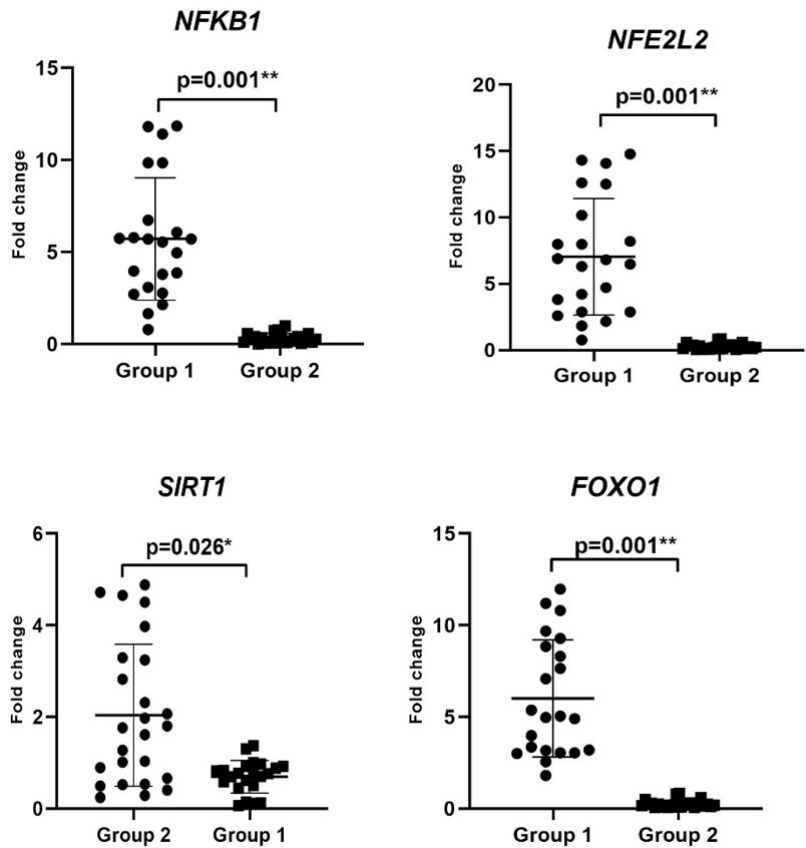 NFKB1
p=0.001**
15
10
5
0
Fold change
Group 1 Group 2
NFE2L2
p=0.001**
20
15
10
5
0
Fold change
Group 1 Group 2
SIRT1
p=0.026*
6
4
2
0
Fold change
Group 2 Group 1
FOXO1
p=0.001**
15
10
5
0
Fold change
Group 1 Group 2